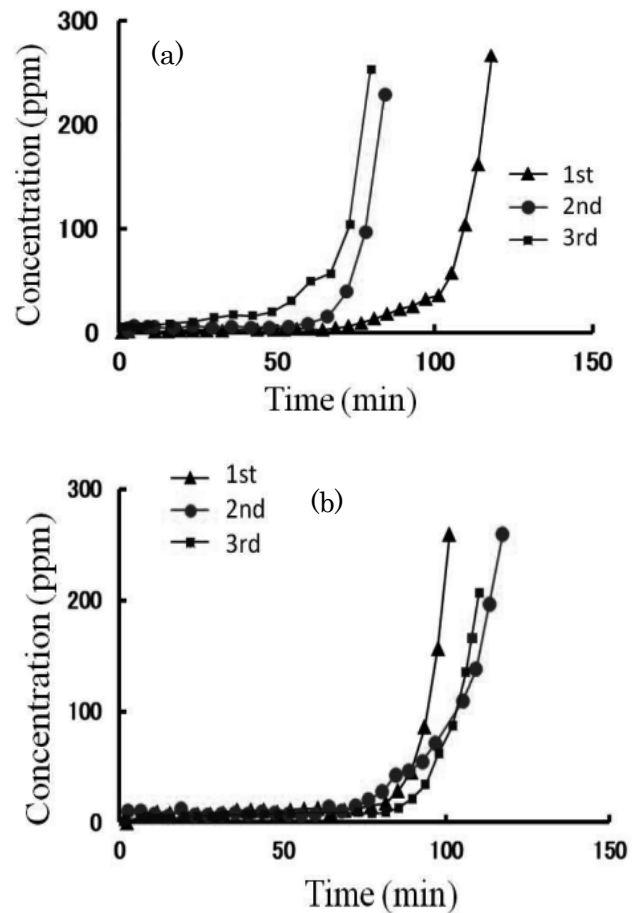 300
(a)
200
1st
2nd
100
3rd
0
0
50
100
150
Time (min)
Concentration (ppm)
1st
2nd
3rd
(b)
300
200
100
0
0
50
100
150
Time (min)
Concentration (ppm)